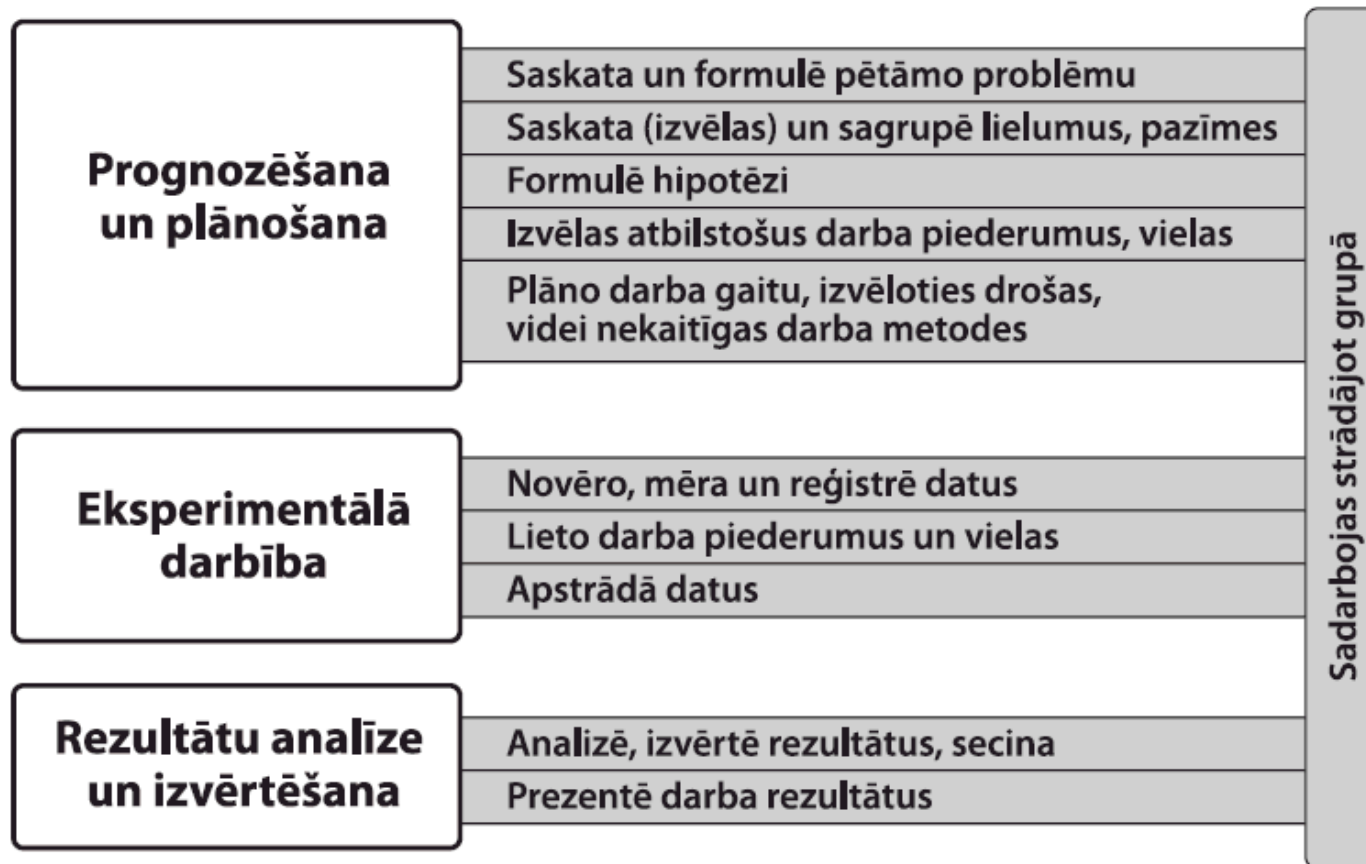 Prognozēšana
un plānošana
Saskata un formulē pētāmo problēmu
Saskata (izvēlas) un sagrupē lielumus, pazīmes
Formulē hipotēzi
Izvēlas atbilstošus darba piederumus, vielas
Plāno darba gaitu, izvēloties drošas,
videi nekaitīgas darba metodes
Eksperimentālā
darbība
Novēro, mēra un reģistrē datus
Lieto darba piederumus un vielas
Apstrādā datus
Rezultātu analīze
un izvērtēšana
Analizē, izvērtē rezultātus, secina
Prezentē darba rezultātus
Sadarbojas strādājot grupā